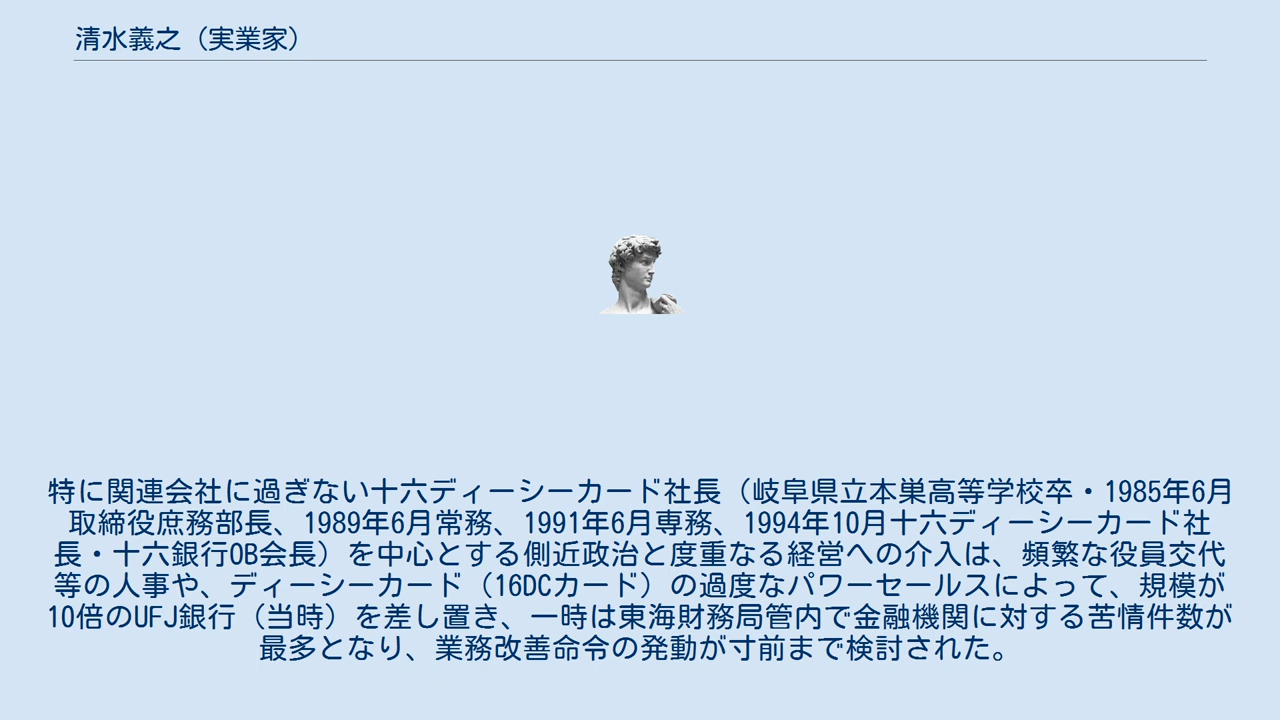 清水義之（実業家）
特に関連会社に過ぎない十六ディーシーカード社長（岐阜県立本巣高等学校卒・1985年6月
取締役庶務部長、1989年6月常務、1991年6月専務、1994年10月十六ディーシーカード社
長・十六銀行OB会長）を中心とする側近政治と度重なる経営への介入は、頻繁な役員交代
等の人事や、ディーシーカード（16DCカード）の過度なパワーセールスによって、規模が
10倍のUFJ銀行（当時）を差し置き、一時は東海財務局管内で金融機関に対する苦情件数が
最多となり、業務改善命令の発動が寸前まで検討された。